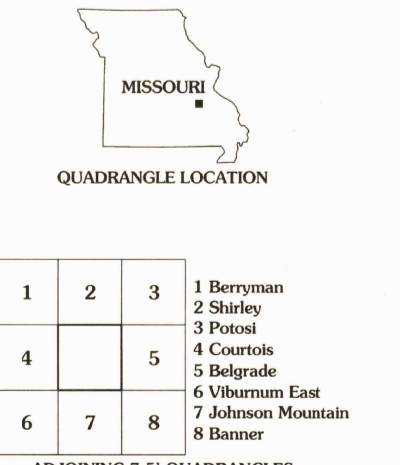 MISSOURI
QUADRANGLE LOCATION
1 2 3
4 5
6 7 8
1 Berryman
2 Shirley
3 Potosi
4 Courtois
5 Belgrade
6 Viburnum East
7 Johnson Mountain
8 Banner
ADJOINING 7.5' QUADRANGLES